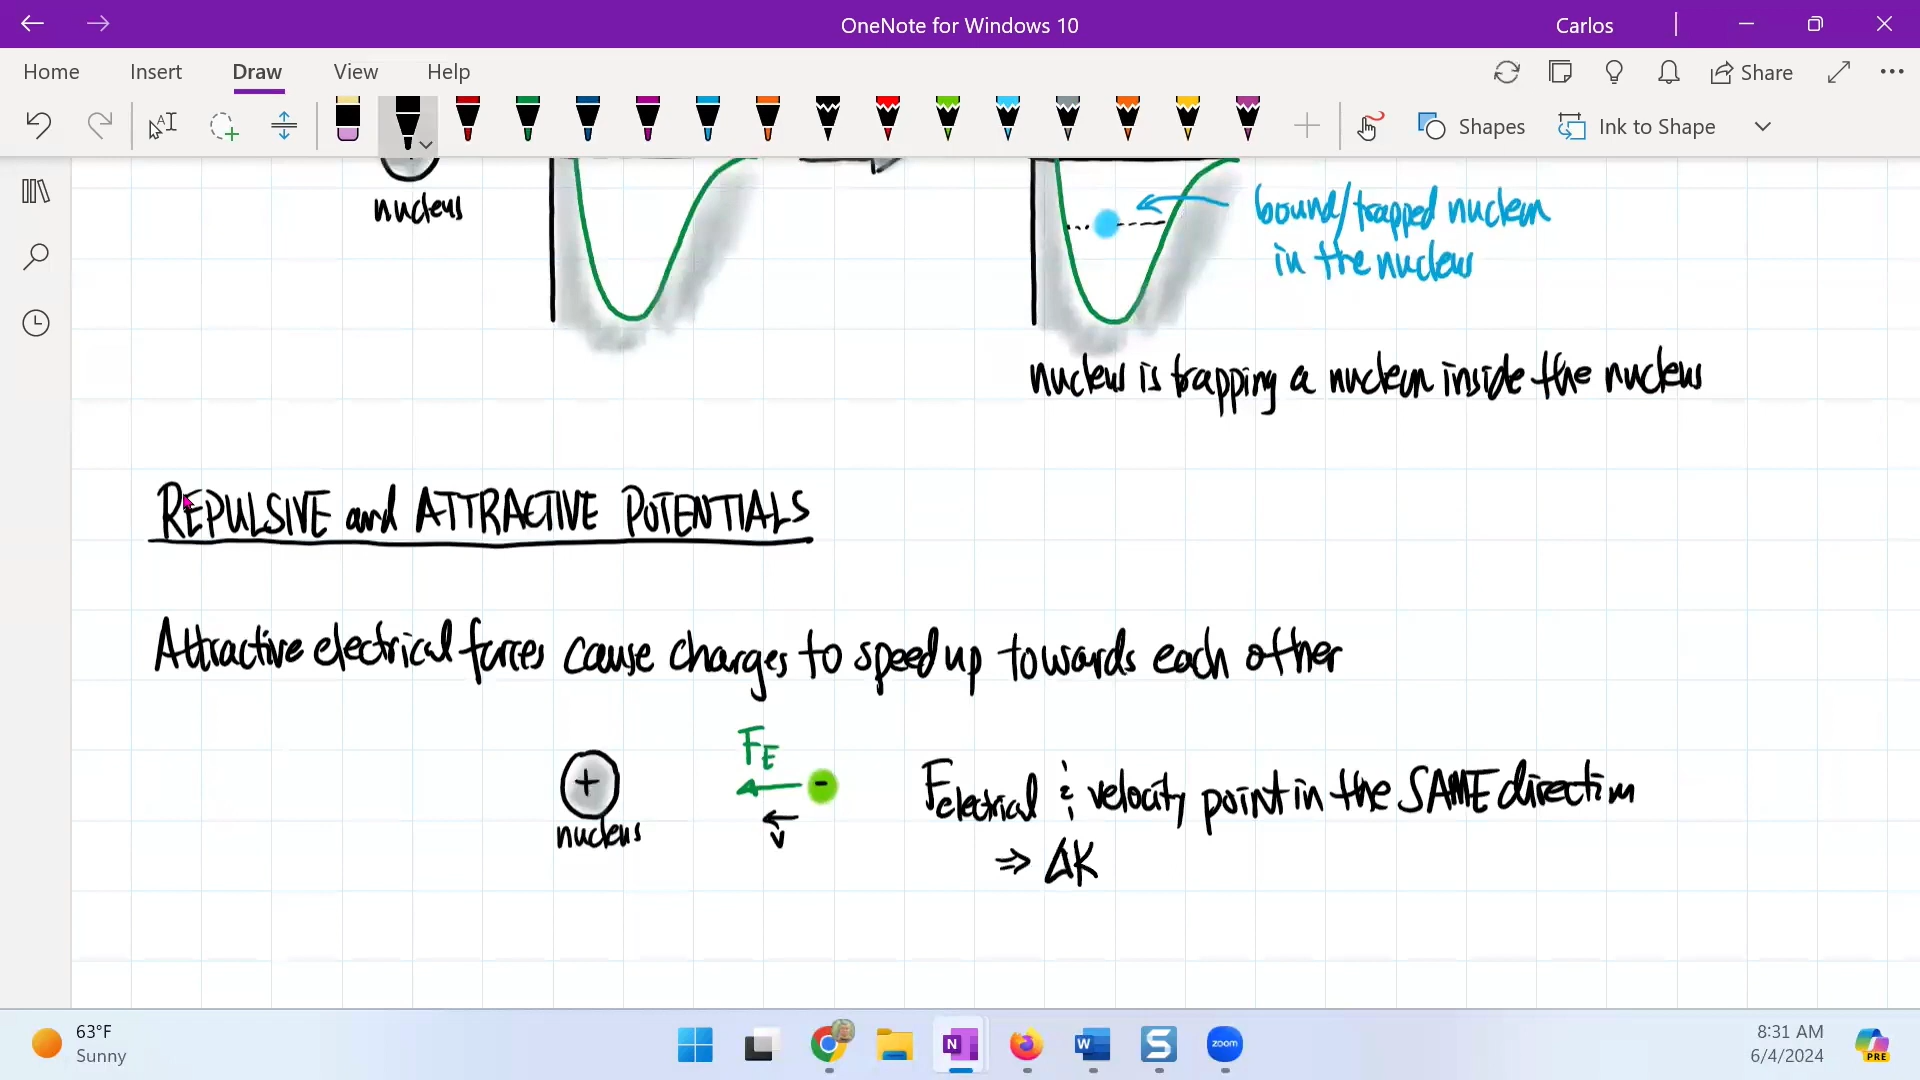 OneNote for Windows 10
Carlos
Home Insert Draw View Help
Share
Shapes
Ink to Shape
nucleus
bound/trapped nucleon
in the nucleus
nucleus is trapping a nucleon inside the nucleus
REPULSIVE and ATTRACTIVE POTENTIALS
Attractive electrical forces cause charges to speed up towards each other
FE
+
-
nucleus
v
Felectrical & velocity point in the SAME direction
⇒ ΔK
63°F
Sunny
zoom
8:31 AM
6/4/2024
PRE